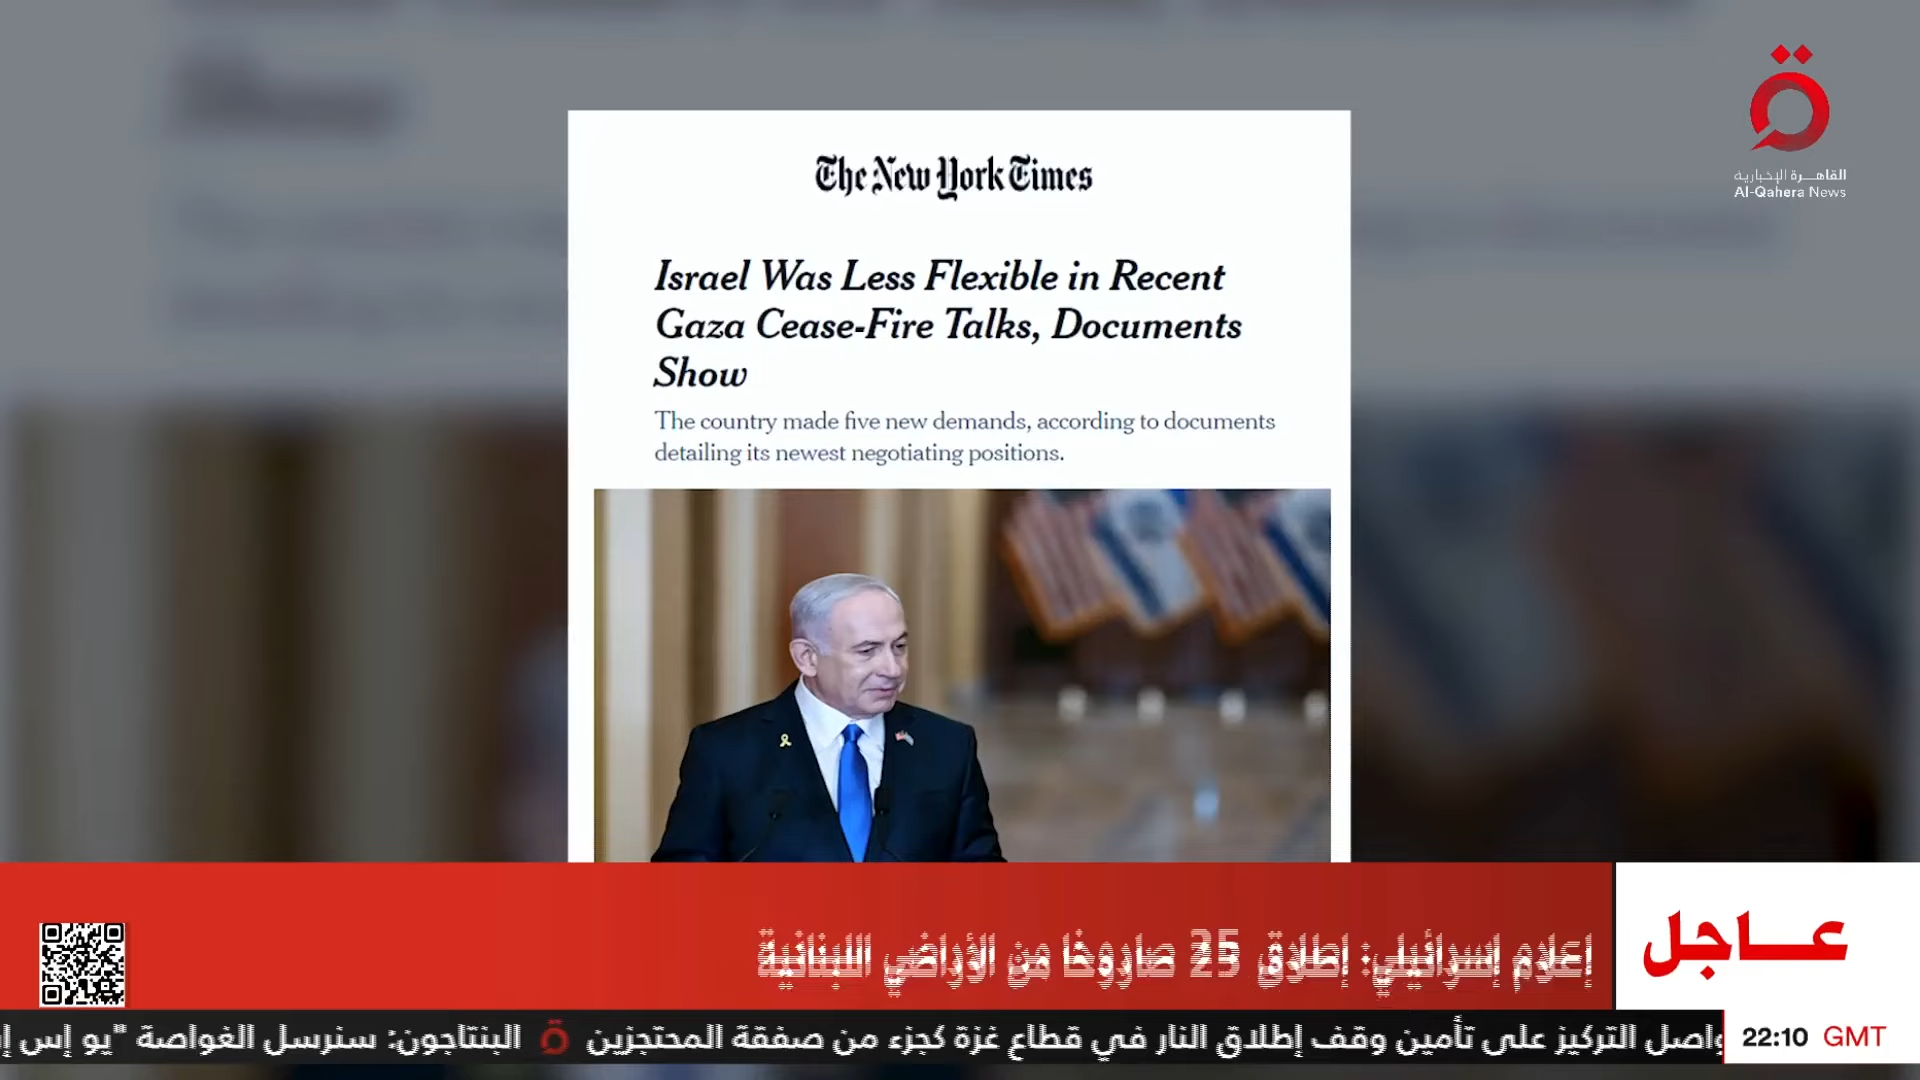 القاهـــرة الإخبارية
Al-Qahera News
The New York Times
Israel Was Less Flexible in Recent
Gaza Cease-Fire Talks, Documents
Show
The country made five new demands, according to documents
detailing its newest negotiating positions.
عـــاجل
إعلام إسرائيلي: إطلاق 25 صاروخا من الأراضي اللبنانية
واصل التركيز على تأمين وقف إطلاق النار في قطاع غزة كجزء من صفقة المحتجزين البنتاجون: سنرسل الغواصة "يو إس
22:10 GMT